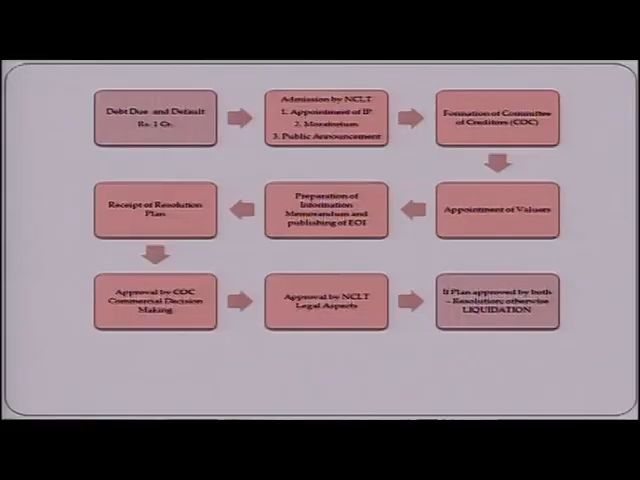 Debt Due and Default
Rs. 1 Cr.
Admission by NCLT
1. Appointment of IP
2. Moratorium
3. Public Announcement
Formation of Committee
of Creditors (COC)
Appointment of Valuers
Preparation of
Information
Memorandum and
publishing of EOI
Receipt of Resolution
Plan
Approval by COC
Commercial Decision
Making
Approval by NCLT
Legal Aspects
If Plan approved by both
– Resolution; otherwise
LIQUIDATION